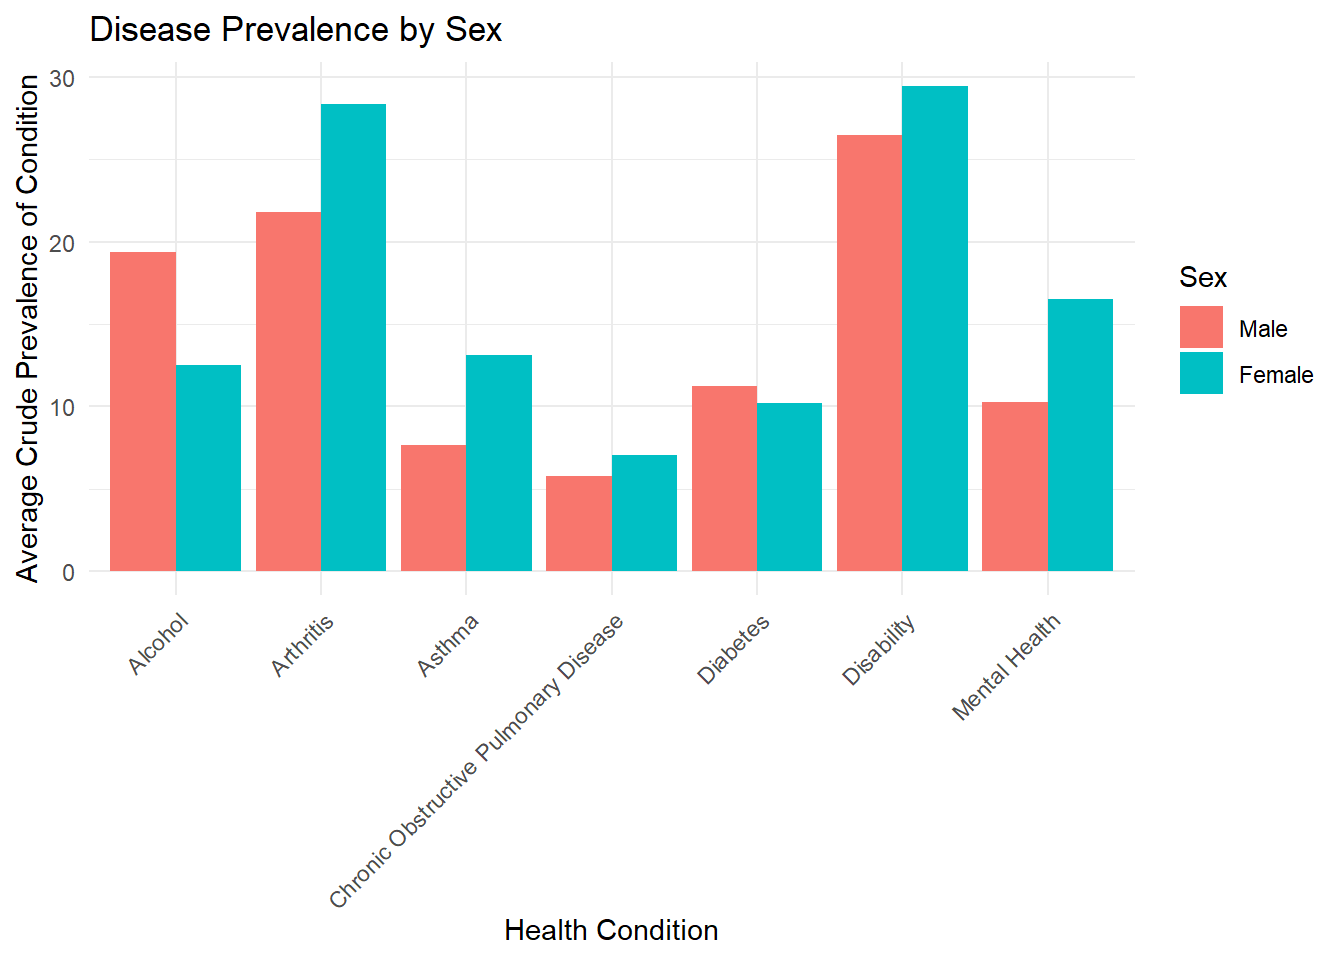 Disease Prevalence by Sex
Average Crude Prevalence of Condition
30
20
10
0
Alcohol
Arthritis
Asthma
Chronic Obstructive Pulmonary Disease
Diabetes
Disability
Mental Health
Health Condition
Sex
Male
Female